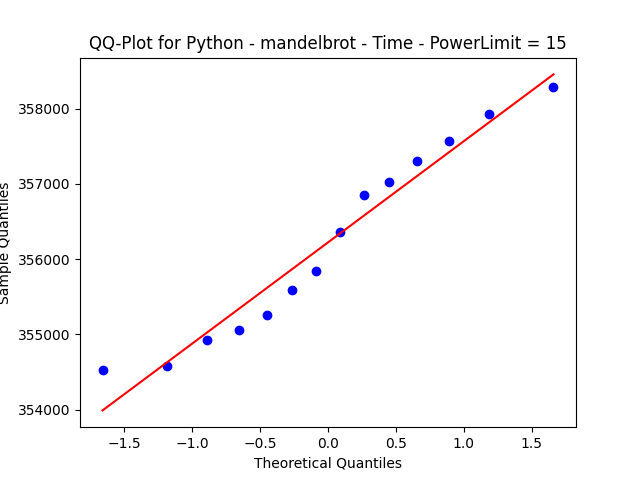 QQ-Plot for Python - mandelbrot - Time - PowerLimit = 15
358000
357000
356000
355000
354000
Sample Quantiles
−1.5 −1.0 −0.5 0.0 0.5 1.0 1.5
Theoretical Quantiles